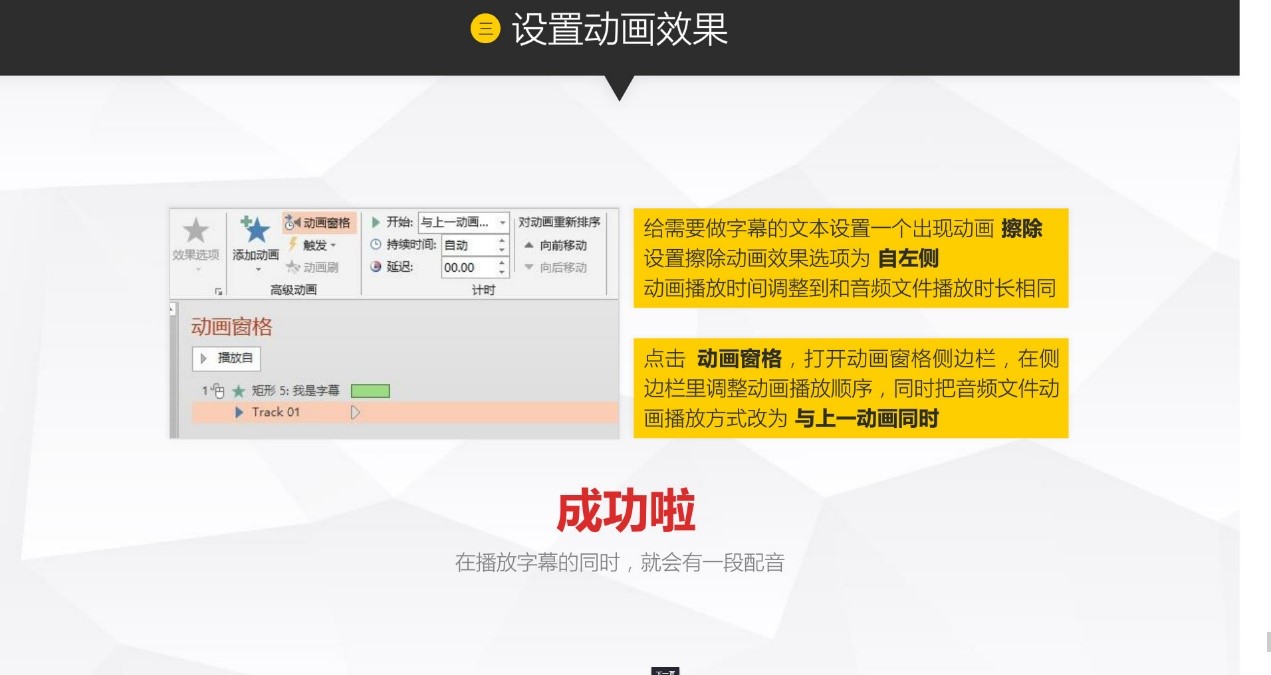 三 设置动画效果
效果选项
添加动画
动画窗格
触发
动画刷
高级动画
开始: 与上一动画...
持续时间: 自动
延迟: 00.00
计时
对动画重新排序
向前移动
向后移动
动画窗格
播放自
1 矩形 5: 我是字幕
Track 01
给需要做字幕的文本设置一个出现动画 擦除
设置擦除动画效果选项为 自左侧
动画播放时间调整到和音频文件播放时长相同
点击 动画窗格，打开动画窗格侧边栏，在侧
边栏里调整动画播放顺序，同时把音频文件动
画播放方式改为 与上一动画同时
成功啦
在播放字幕的同时，就会有一段配音